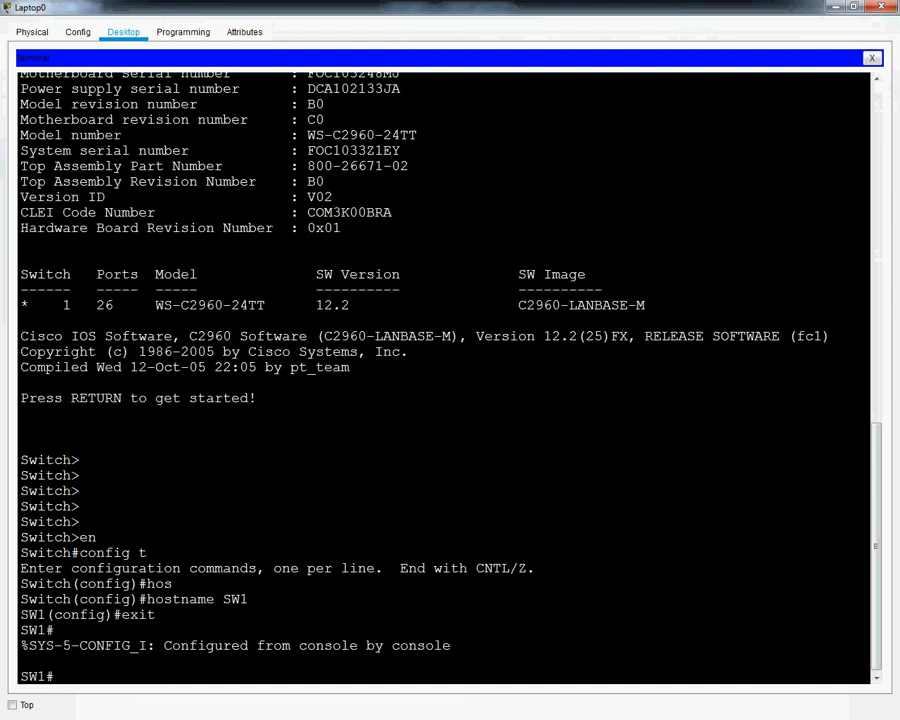 Laptop0
Physical Config Desktop Programming Attributes
Terminal
X
Motherboard serial number : FOC103248MJ
Power supply serial number : DCA102133JA
Model revision number : B0
Motherboard revision number : C0
Model number : WS-C2960-24TT
System serial number : FOC1033Z1EY
Top Assembly Part Number : 800-26671-02
Top Assembly Revision Number : B0
Version ID : V02
CLEI Code Number : COM3K00BRA
Hardware Board Revision Number : 0x01
Switch Ports Model SW Version SW Image
------ ----- ----- ---------- ----------
* 1 26 WS-C2960-24TT 12.2 C2960-LANBASE-M
Cisco IOS Software, C2960 Software (C2960-LANBASE-M), Version 12.2(25)FX, RELEASE SOFTWARE (fc1)
Copyright (c) 1986-2005 by Cisco Systems, Inc.
Compiled Wed 12-Oct-05 22:05 by pt_team
Press RETURN to get started!
Switch>
Switch>
Switch>
Switch>
Switch>
Switch>en
Switch#config t
Enter configuration commands, one per line. End with CNTL/Z.
Switch(config)#hos
Switch(config)#hostname SW1
SW1(config)#exit
SW1#
%SYS-5-CONFIG_I: Configured from console by console
SW1#
Top